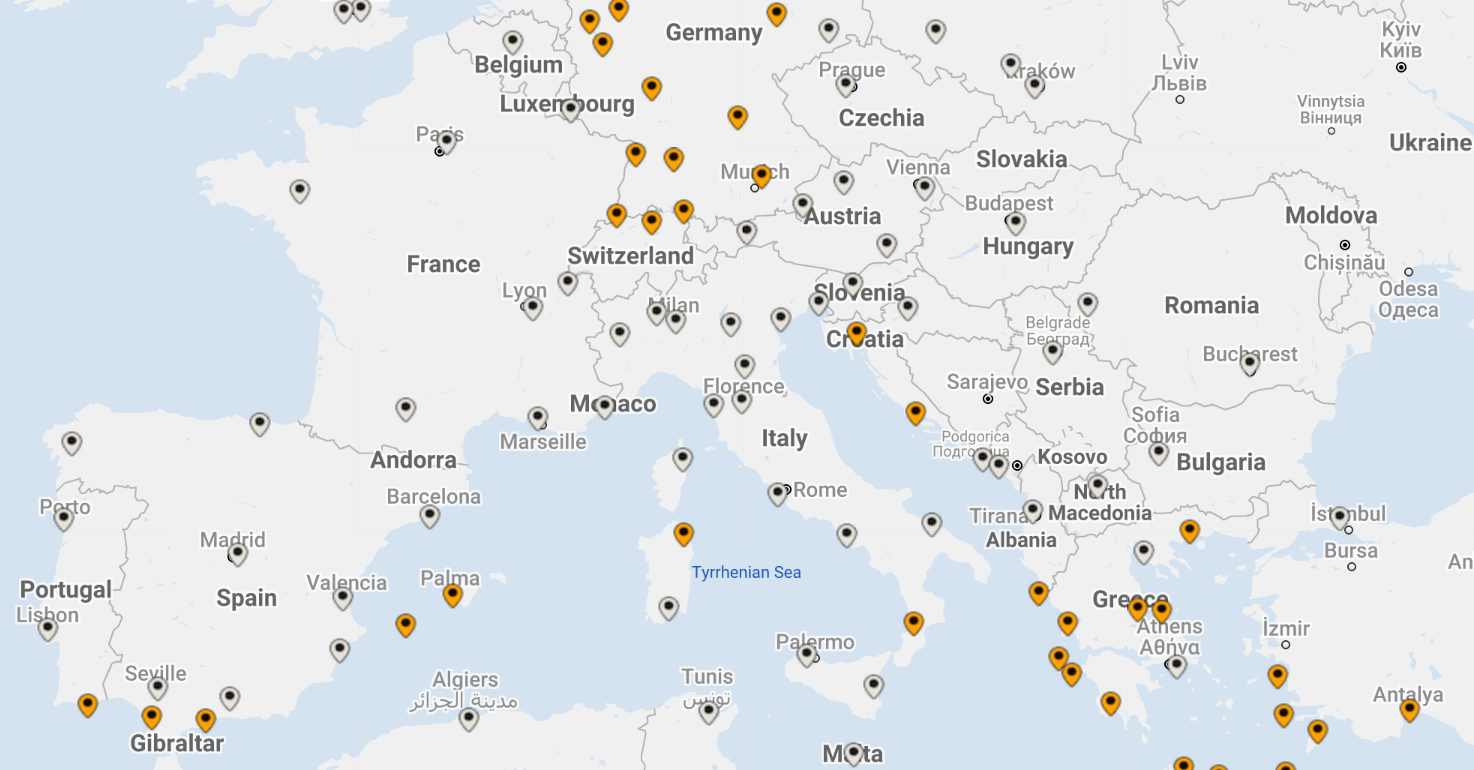 Kyiv
Київ
Germany
Belgium
Prague
Kraków
Lviv
Львів
Luxembourg
Vinnytsia
Вінниця
Czechia
Paris
Ukraine
Slovakia
Munich
Vienna
Budapest
Austria
Moldova
Hungary
Switzerland
France
Chișinău
Lyon
Slovenia
Odesa
Одеса
Milan
Romania
Belgrade
Београд
Croatia
Bucharest
Florence
Sarajevo
Serbia
Monaco
Sofia
София
Marseille
Italy
Podgorica
Подгорица
Kosovo
Andorra
Bulgaria
Barcelona
Rome
North
Macedonia
Porto
Tirana
İstanbul
Madrid
Albania
Bursa
An
Tyrrhenian Sea
Valencia
Palma
Portugal
Spain
Greece
Lisbon
Athens
Αθήνα
İzmir
Palermo
Seville
Algiers
مدينة الجزائر
Tunis
تونس
Antalya
Gibraltar
Malta